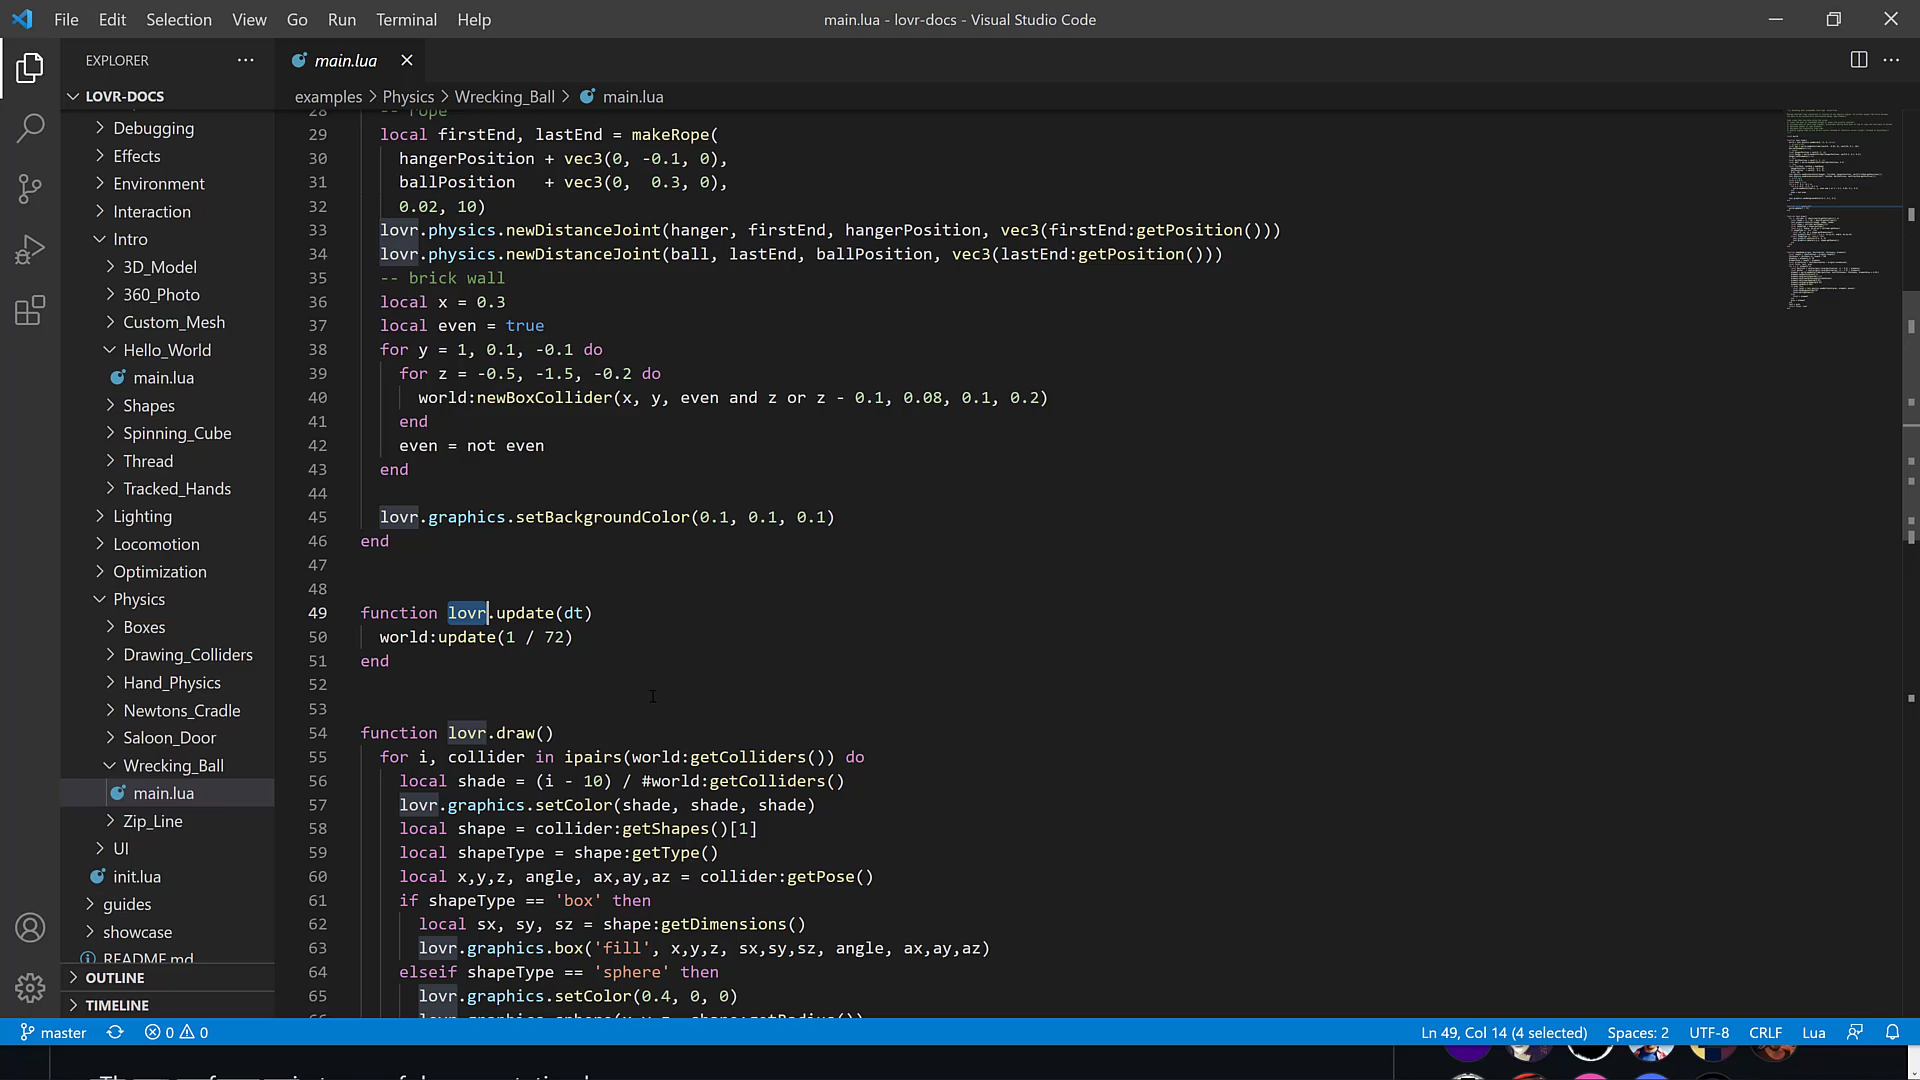 File Edit Selection View Go Run Terminal Help
main.lua - lovr-docs - Visual Studio Code
EXPLORER
main.lua
LOVR-DOCS
examples > Physics > Wrecking_Ball > main.lua
Debugging
Effects
Environment
Interaction
Intro
3D_Model
360_Photo
Custom_Mesh
Hello_World
main.lua
Shapes
Spinning_Cube
Thread
Tracked_Hands
Lighting
Locomotion
Optimization
Physics
Boxes
Drawing_Colliders
Hand_Physics
Newtons_Cradle
Saloon_Door
Wrecking_Ball
main.lua
Zip_Line
UI
init.lua
guides
showcase
README.md
OUTLINE
TIMELINE
28 -- rope
29 local firstEnd, lastEnd = makeRope(
30 hangerPosition + vec3(0, -0.1, 0),
31 ballPosition   + vec3(0,  0.3, 0),
32 0.02, 10)
33 lovr.physics.newDistanceJoint(hanger, firstEnd, hangerPosition, vec3(firstEnd:getPosition()))
34 lovr.physics.newDistanceJoint(ball, lastEnd, ballPosition, vec3(lastEnd:getPosition()))
35 -- brick wall
36 local x = 0.3
37 local even = true
38 for y = 1, 0.1, -0.1 do
39 for z = -0.5, -1.5, -0.2 do
40 world:newBoxCollider(x, y, even and z or z - 0.1, 0.08, 0.1, 0.2)
41 end
42 even = not even
43 end
44
45 lovr.graphics.setBackgroundColor(0.1, 0.1, 0.1)
46 end
47
48
49 function lovr.update(dt)
50 world:update(1 / 72)
51 end
52
53
54 function lovr.draw()
55 for i, collider in ipairs(world:getColliders()) do
56 local shade = (i - 10) / #world:getColliders()
57 lovr.graphics.setColor(shade, shade, shade)
58 local shape = collider:getShapes()[1]
59 local shapeType = shape:getType()
60 local x,y,z, angle, ax,ay,az = collider:getPose()
61 if shapeType == 'box' then
62 local sx, sy, sz = shape:getDimensions()
63 lovr.graphics.box('fill', x,y,z, sx,sy,sz, angle, ax,ay,az)
64 elseif shapeType == 'sphere' then
65 lovr.graphics.setColor(0.4, 0, 0)
master 0 0 Ln 49, Col 14 (4 selected) Spaces: 2 UTF-8 CRLF Lua